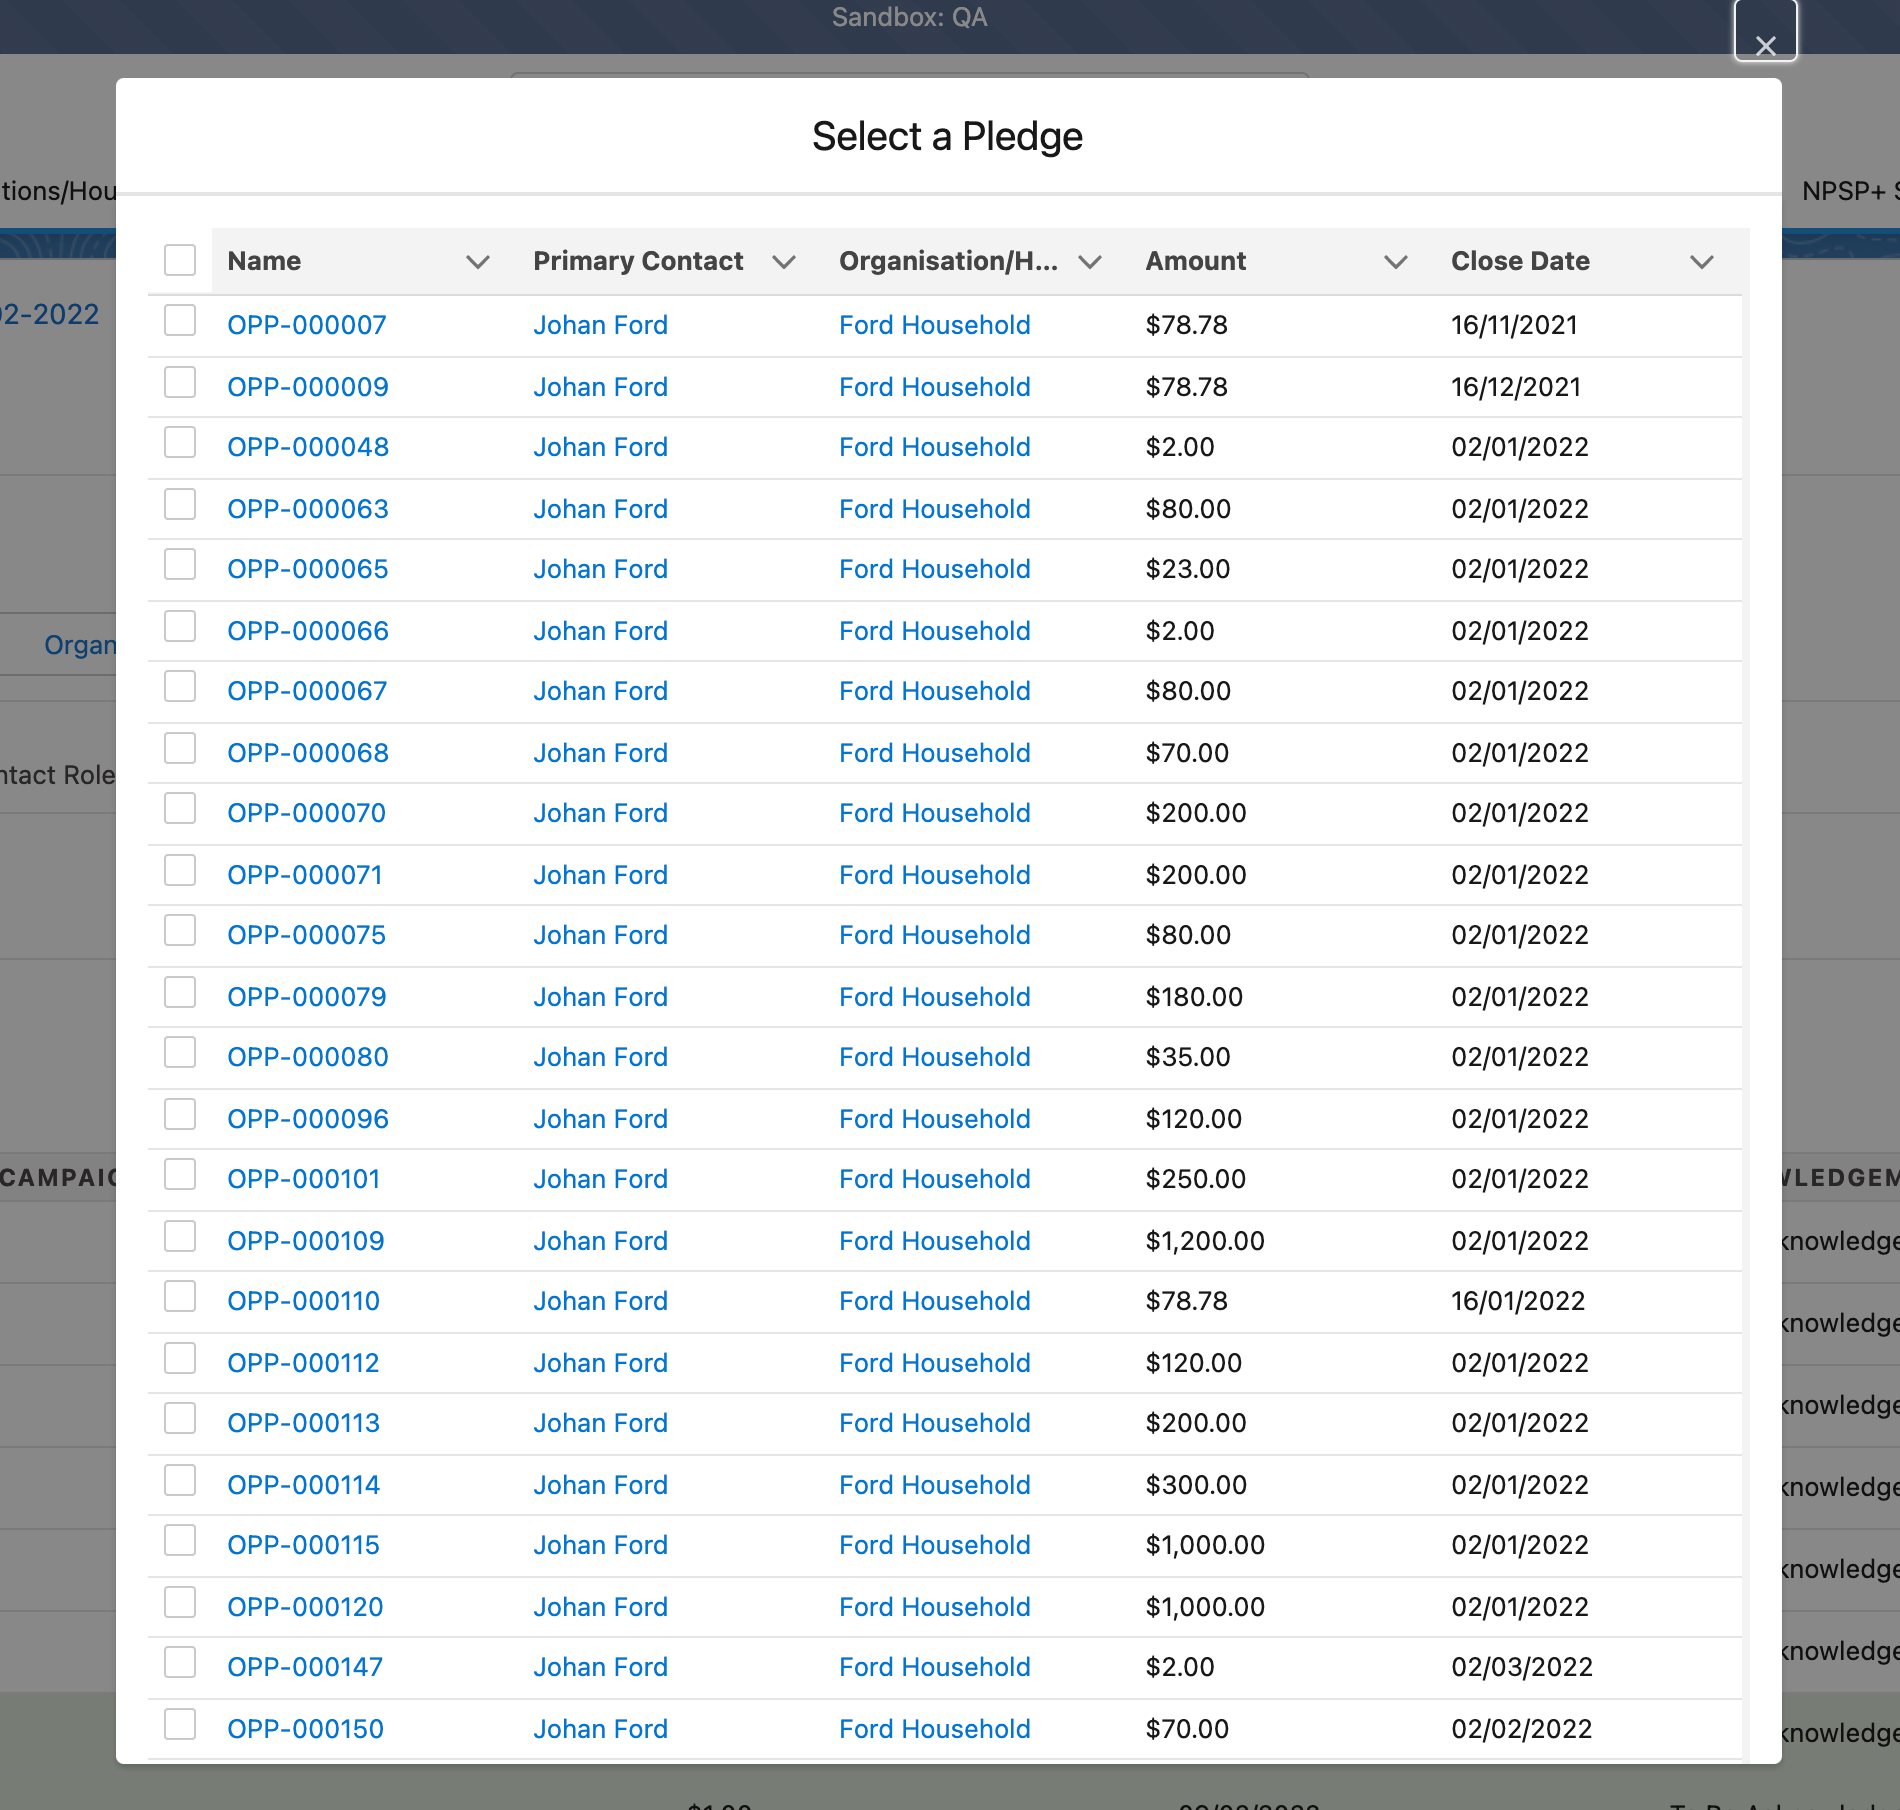 Sandbox: QA
tions/Hou
NPSP+
02-2022
Organ
ntact Role
CAMPAI
WLEDGEM
knowledge
knowledge
knowledge
knowledge
knowledge
knowledge
knowledge
Select a Pledge
Name Primary Contact Organisation/H... Amount Close Date
OPP-000007 Johan Ford Ford Household $78.78 16/11/2021
OPP-000009 Johan Ford Ford Household $78.78 16/12/2021
OPP-000048 Johan Ford Ford Household $2.00 02/01/2022
OPP-000063 Johan Ford Ford Household $80.00 02/01/2022
OPP-000065 Johan Ford Ford Household $23.00 02/01/2022
OPP-000066 Johan Ford Ford Household $2.00 02/01/2022
OPP-000067 Johan Ford Ford Household $80.00 02/01/2022
OPP-000068 Johan Ford Ford Household $70.00 02/01/2022
OPP-000070 Johan Ford Ford Household $200.00 02/01/2022
OPP-000071 Johan Ford Ford Household $200.00 02/01/2022
OPP-000075 Johan Ford Ford Household $80.00 02/01/2022
OPP-000079 Johan Ford Ford Household $180.00 02/01/2022
OPP-000080 Johan Ford Ford Household $35.00 02/01/2022
OPP-000096 Johan Ford Ford Household $120.00 02/01/2022
OPP-000101 Johan Ford Ford Household $250.00 02/01/2022
OPP-000109 Johan Ford Ford Household $1,200.00 02/01/2022
OPP-000110 Johan Ford Ford Household $78.78 16/01/2022
OPP-000112 Johan Ford Ford Household $120.00 02/01/2022
OPP-000113 Johan Ford Ford Household $200.00 02/01/2022
OPP-000114 Johan Ford Ford Household $300.00 02/01/2022
OPP-000115 Johan Ford Ford Household $1,000.00 02/01/2022
OPP-000120 Johan Ford Ford Household $1,000.00 02/01/2022
OPP-000147 Johan Ford Ford Household $2.00 02/03/2022
OPP-000150 Johan Ford Ford Household $70.00 02/02/2022